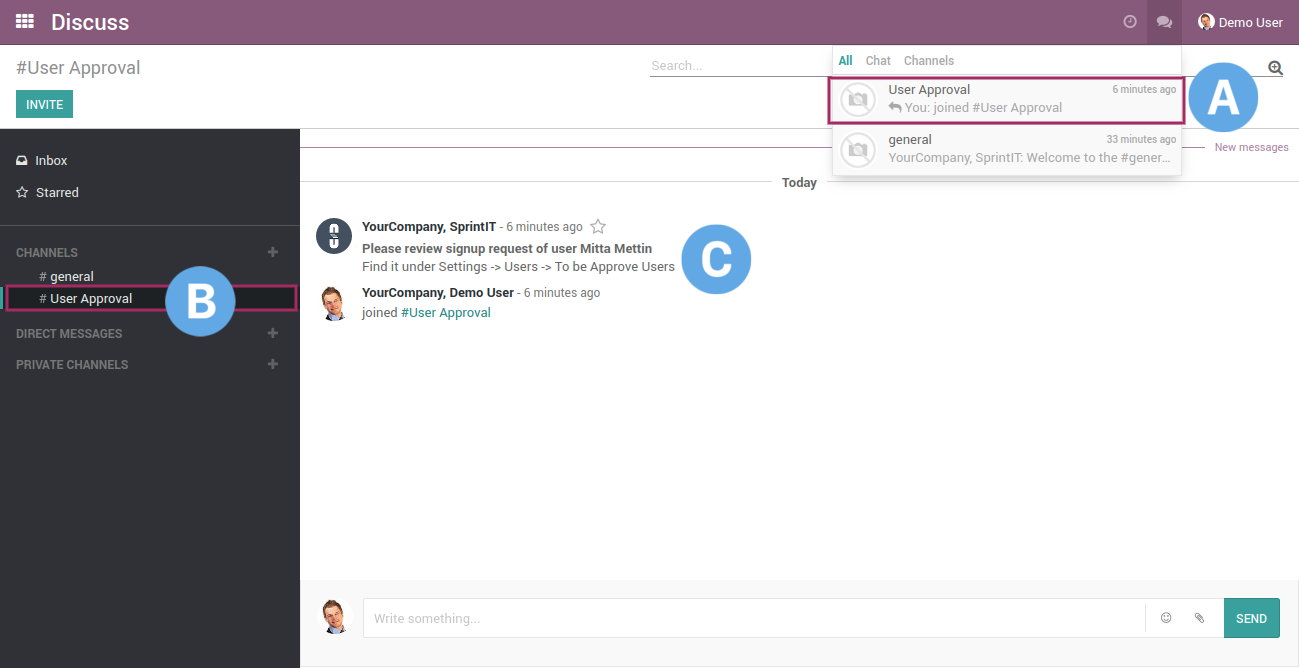 Discuss
Demo User
#User Approval
Search...
INVITE
All Chat Channels
User Approval 6 minutes ago
You: joined #User Approval
A
general 33 minutes ago
YourCompany, SprintIT: Welcome to the #gener...
New messages
Inbox
Starred
CHANNELS +
# general
# User Approval
B
DIRECT MESSAGES +
PRIVATE CHANNELS +
Today
YourCompany, SprintIT - 6 minutes ago
Please review signup request of user Mitta Mettin
Find it under Settings -> Users -> To be Approve Users
C
YourCompany, Demo User - 6 minutes ago
joined #User Approval
Write something...
SEND